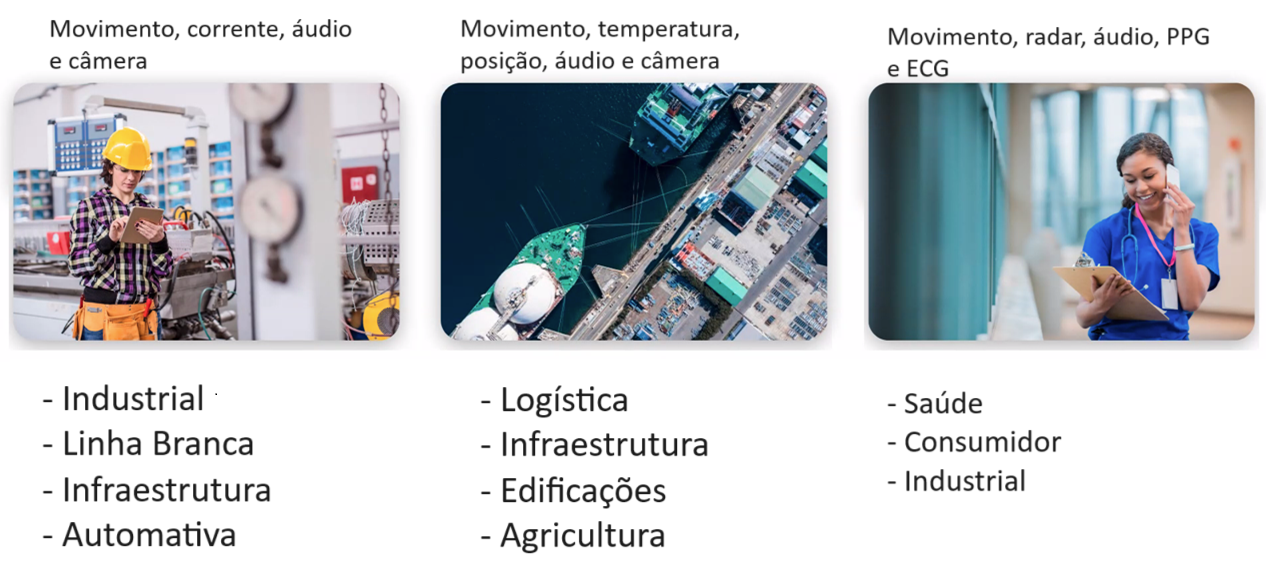 Movimento, corrente, áudio
e câmera
Movimento, temperatura,
posição, áudio e câmera
Movimento, radar, áudio, PPG
e ECG
- Industrial
- Linha Branca
- Infraestrutura
- Automativa
- Logística
- Infraestrutura
- Edificações
- Agricultura
- Saúde
- Consumidor
- Industrial